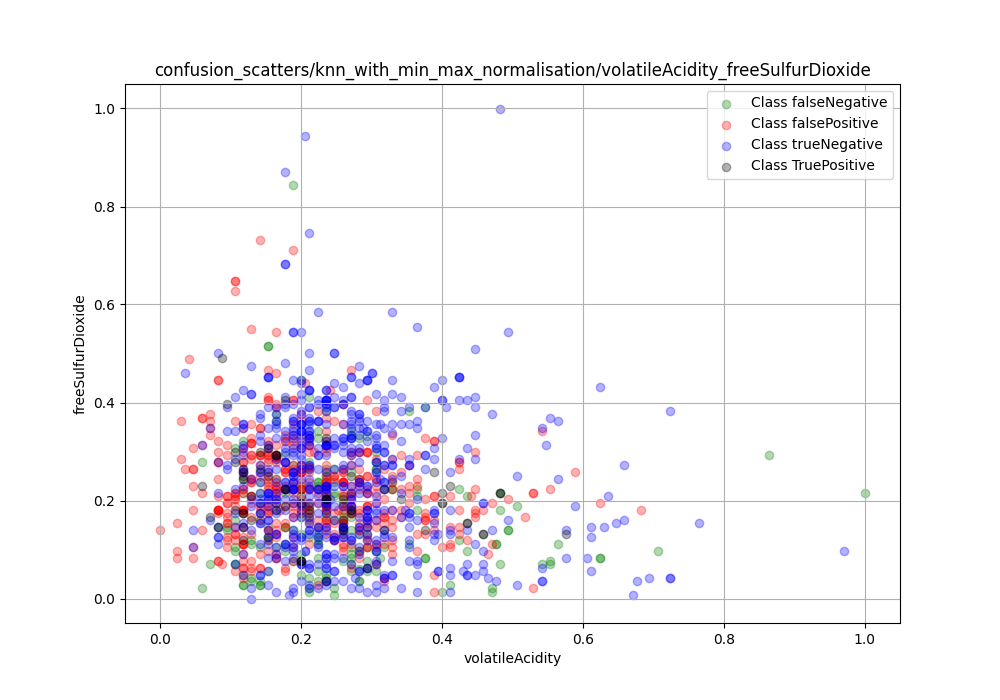 confusion_scatters/knn_with_min_max_normalisation/volatileAcidity_freeSulfurDioxide
Class falseNegative
Class falsePositive
Class trueNegative
Class TruePositive
freeSulfurDioxide
1.0
0.8
0.6
0.4
0.2
0.0
0.0 0.2 0.4 0.6 0.8 1.0
volatileAcidity